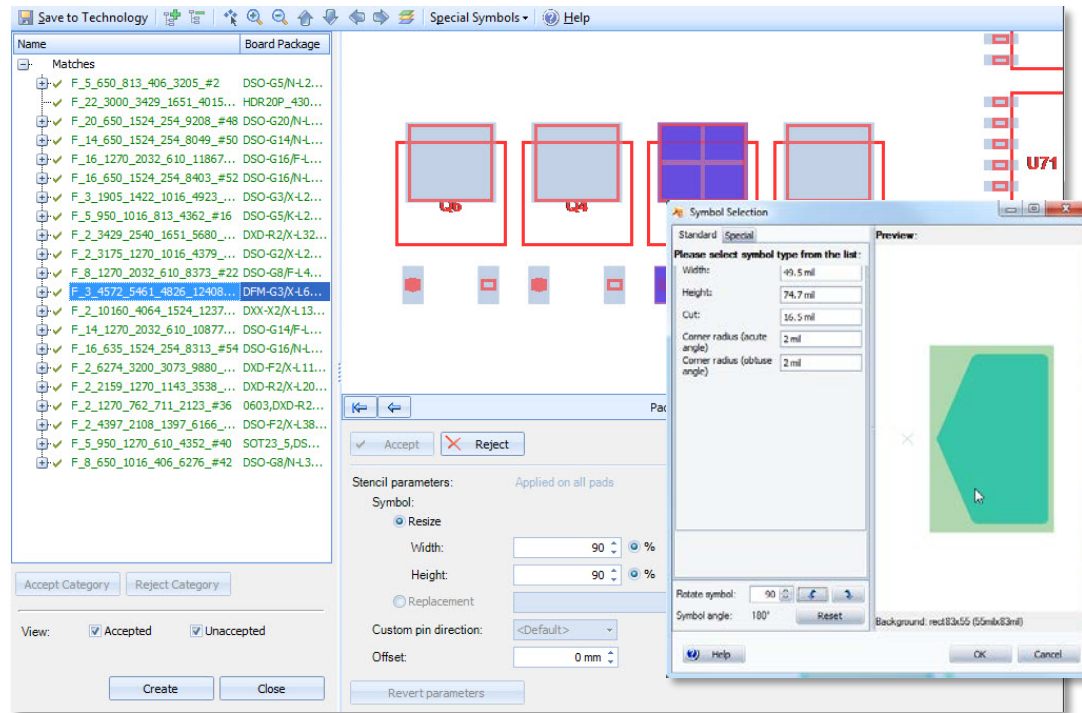 Save to Technology Special Symbols Help
Name Board Package
Matches
F_5_650_813_406_3205_#2 DSO-G5/N-L2...
F_22_3000_3429_1651_4015... HDR20P_430...
F_20_650_1524_254_9208_#48 DSO-G20/N-L...
F_14_650_1524_254_8049_#50 DSO-G14/N-L...
F_16_1270_2032_610_11867... DSO-G16/F-L...
F_16_650_1524_254_8403_#52 DSO-G16/N-L...
F_3_1905_1422_1016_4923_... DSO-G3/X-L2...
F_5_950_1016_813_4362_#16 DSO-G5/K-L2...
F_2_3429_2540_1651_5680_... DXD-R2/X-L32...
F_2_3175_1270_1016_4379_... DSO-G2/X-L2...
F_8_1270_2032_610_8373_#22 DSO-G8/F-L4...
F_3_4572_5461_4826_12408... DFM-G3/X-L6...
F_2_10160_4064_1524_1237... DXX-X2/X-L13...
F_14_1270_2032_610_10877... DSO-G14/F-L...
F_16_635_1524_254_8313_#54 DSO-G16/N-L...
F_2_6274_3200_3073_9880_... DXD-F2/X-L11...
F_2_2159_1270_1143_3538_... DXD-R2/X-L20...
F_2_1270_762_711_2123_#36 0603,DXD-R2...
F_2_4397_2108_1397_6166_... DSO-F2/X-L38...
F_5_950_1270_610_4352_#40 SOT23_5,DS...
F_8_650_1016_406_6276_#42 DSO-G8/N-L3...
Accept Category Reject Category
View: Accepted Unaccepted
Create Close
Q6 Q4
U71
Accept Reject
Stencil parameters: Applied on all pads
Symbol:
Resize
Width: 90 %
Height: 90 %
Replacement
Custom pin direction: <Default>
Offset: 0 mm
Revert parameters
Symbol Selection
Standard Special
Please select symbol type from the list:
Width: 49.5 mil
Height: 74.7 mil
Cut: 16.5 mil
Corner radius (acute
angle) 2 mil
Corner radius (obtuse
angle) 2 mil
Rotate symbol: 90
Symbol angle: 180° Reset
Help
Preview:
Background: rect83x55 (55milx83mil)
OK Cancel